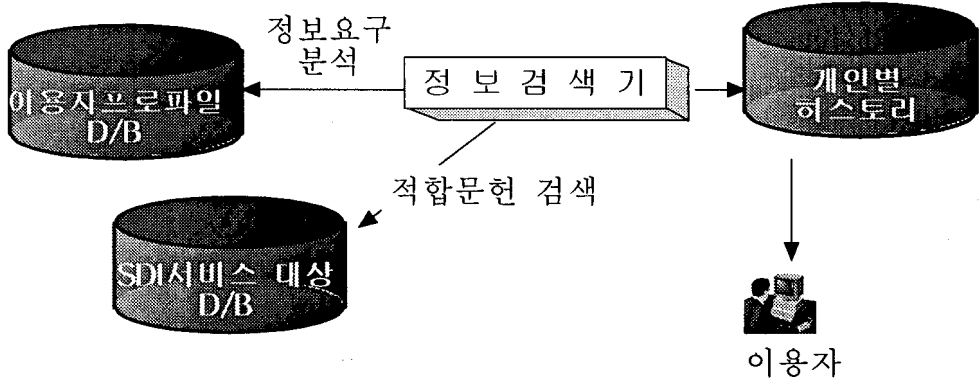 정보요구
분석
이용자프로파일
D/B
정 보 검 색 기
개인별
히스토리
적합문헌 검색
SDI서비스 대상
D/B
이용자